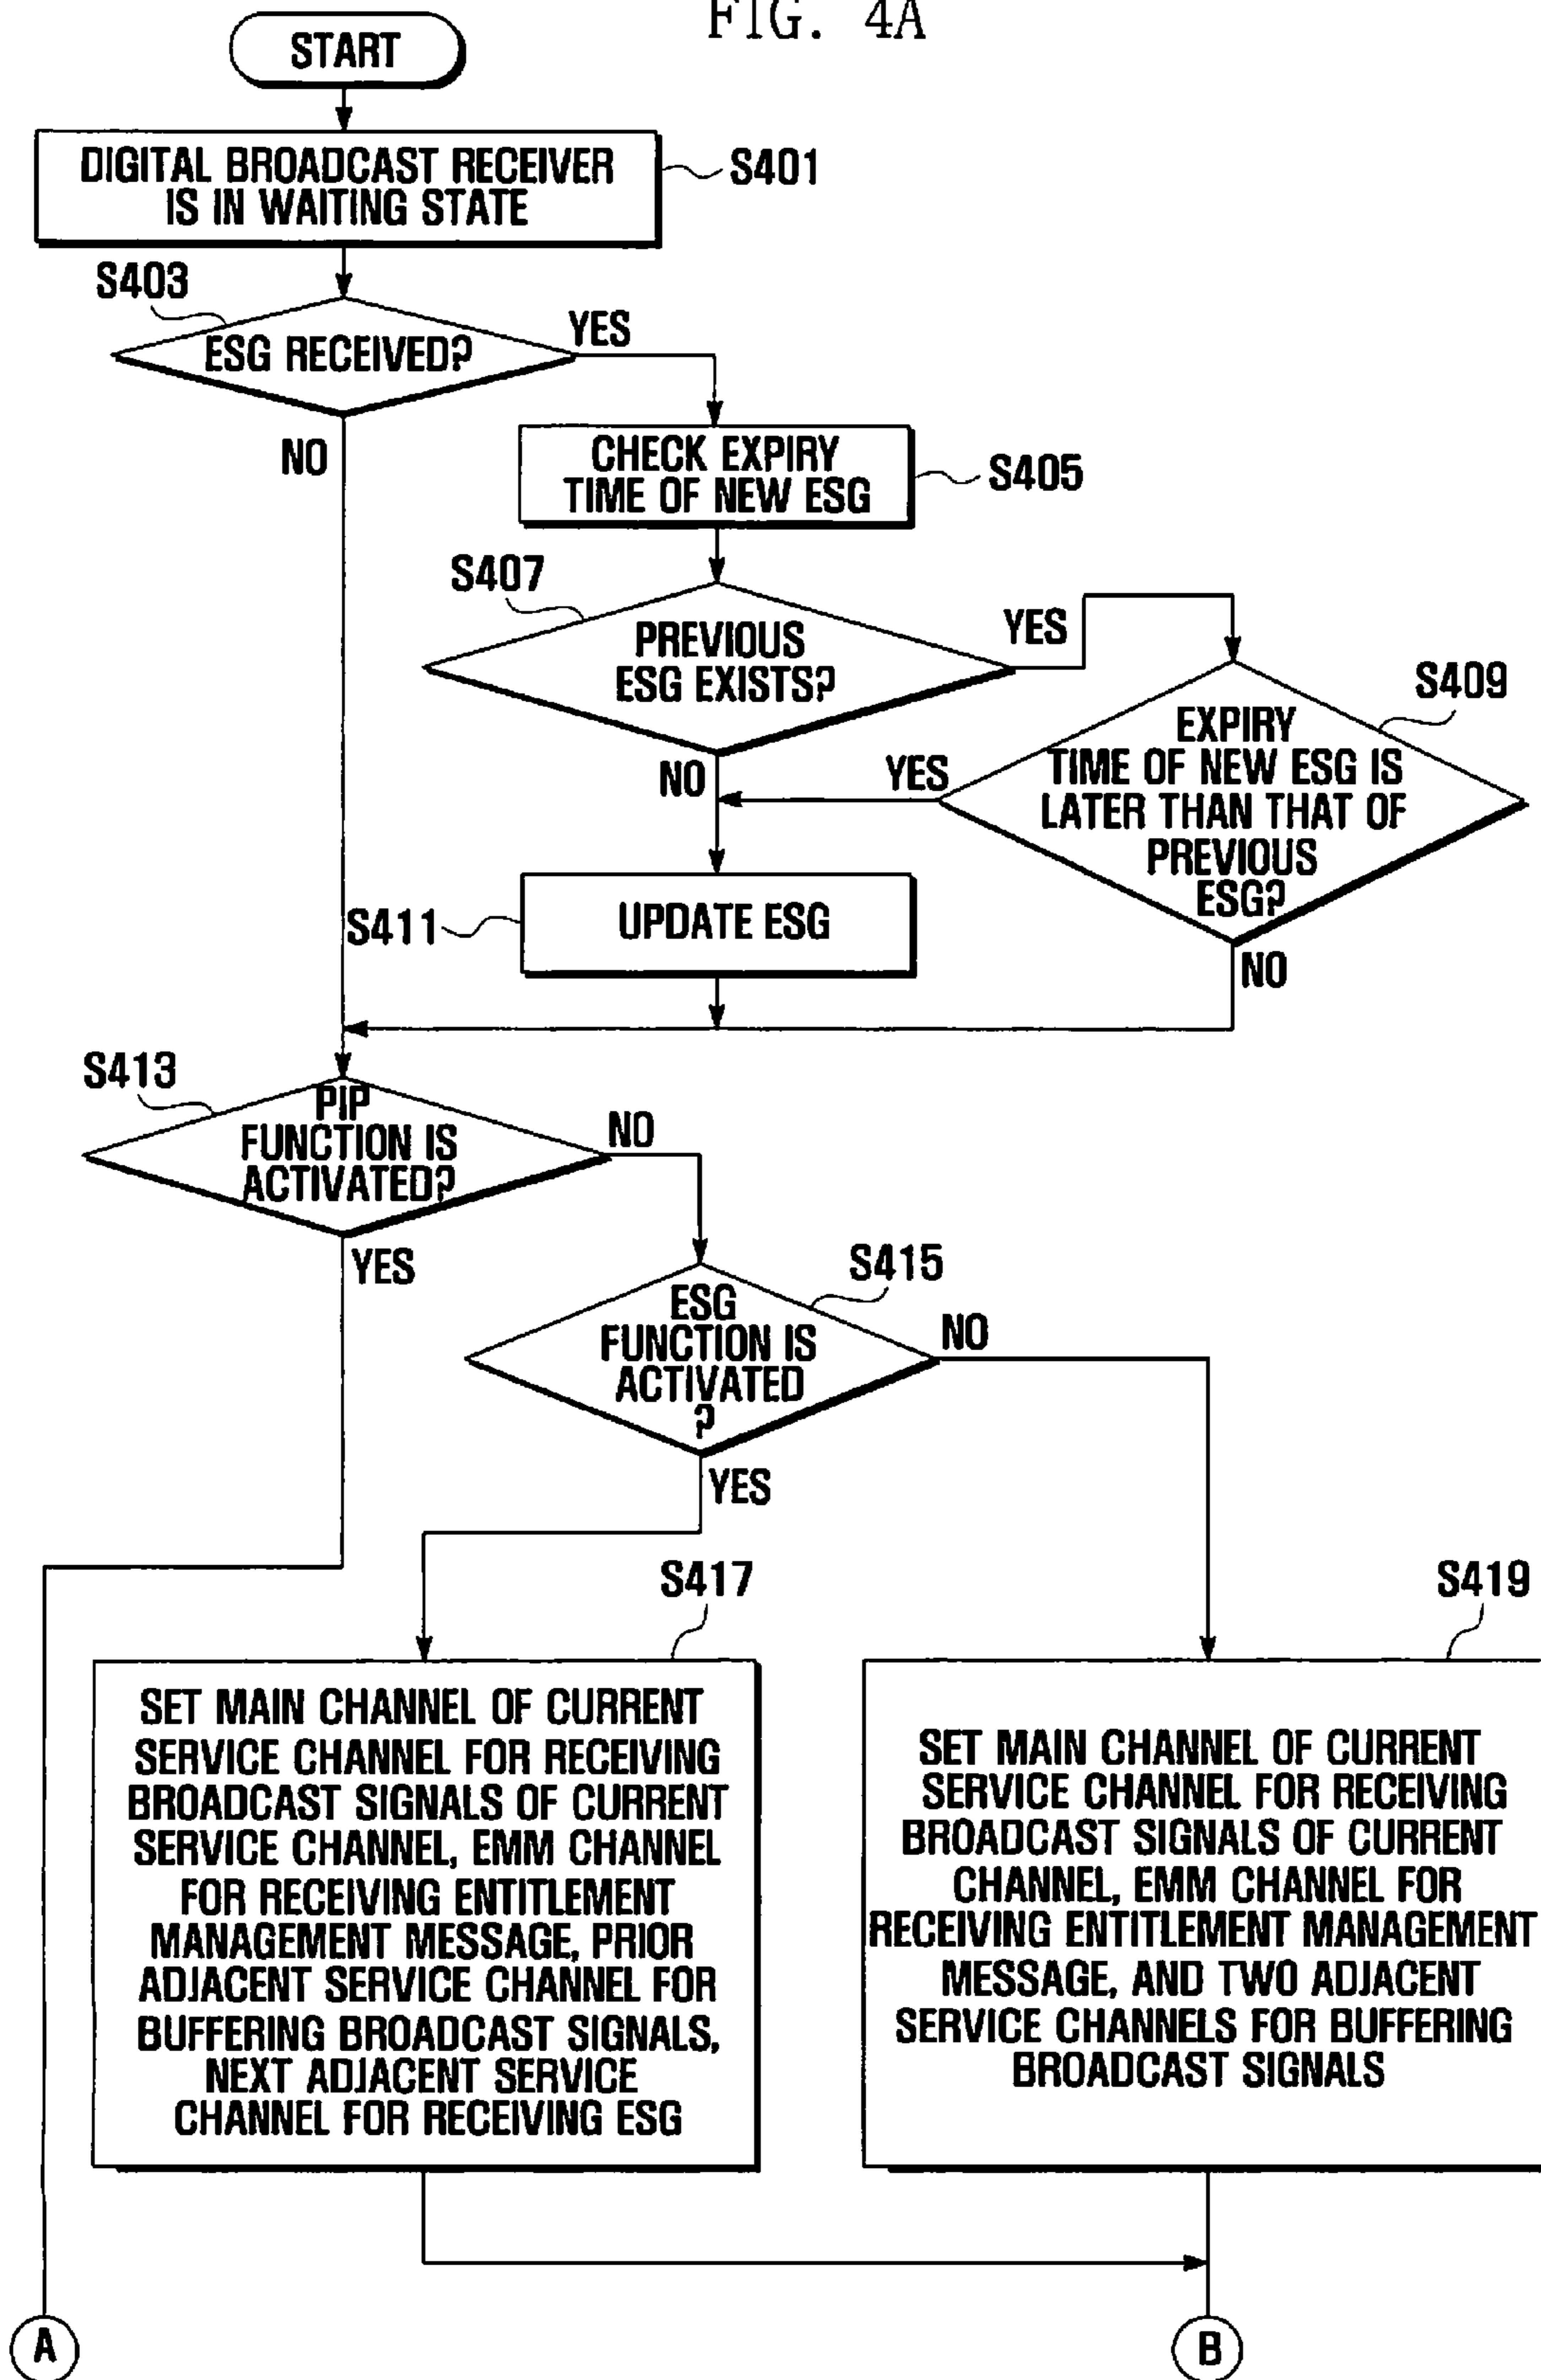 FIG. 4A
START
DIGITAL BROADCAST RECEIVER
IS IN WAITING STATE
S401
S403
ESG RECEIVED?
YES
NO
CHECK EXPIRY
TIME OF NEW ESG
S405
S407
PREVIOUS
ESG EXISTS?
YES
NO
S409
EXPIRY
TIME OF NEW ESG IS
LATER THAN THAT OF
PREVIOUS
ESG?
YES
NO
S411
UPDATE ESG
S413
PIP
FUNCTION IS
ACTIVATED?
NO
YES
S415
ESG
FUNCTION IS
ACTIVATED
?
NO
YES
S417
SET MAIN CHANNEL OF CURRENT
SERVICE CHANNEL FOR RECEIVING
BROADCAST SIGNALS OF CURRENT
SERVICE CHANNEL, EMM CHANNEL
FOR RECEIVING ENTITLEMENT
MANAGEMENT MESSAGE, PRIOR
ADJACENT SERVICE CHANNEL FOR
BUFFERING BROADCAST SIGNALS,
NEXT ADJACENT SERVICE
CHANNEL FOR RECEIVING ESG
S419
SET MAIN CHANNEL OF CURRENT
SERVICE CHANNEL FOR RECEIVING
BROADCAST SIGNALS OF CURRENT
CHANNEL, EMM CHANNEL FOR
RECEIVING ENTITLEMENT MANAGEMENT
MESSAGE, AND TWO ADJACENT
SERVICE CHANNELS FOR BUFFERING
BROADCAST SIGNALS
A
B